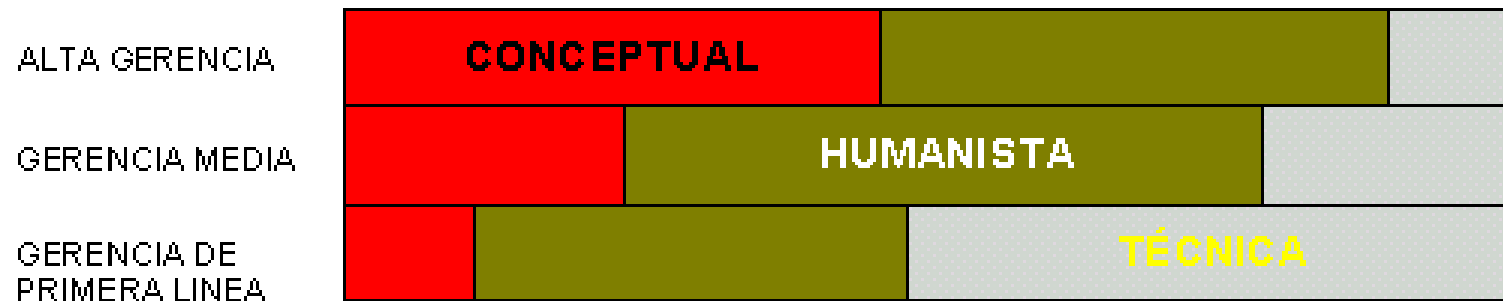 ALTA GERENCIA
CONCEPTUAL
GERENCIA MEDIA
HUMANISTA
GERENCIA DE
PRIMERA LINEA
TÉCNICA